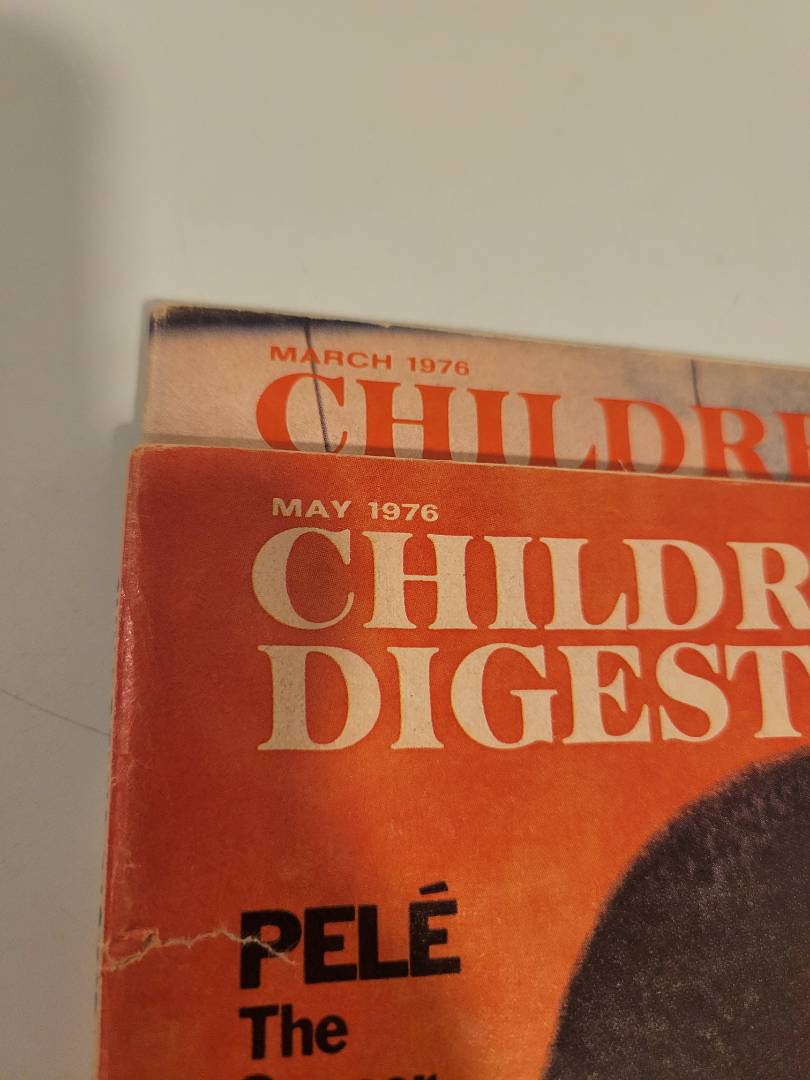 MARCH 1976
CHILDRE
MAY 1976
CHILDR
DIGEST
PELÉ
The